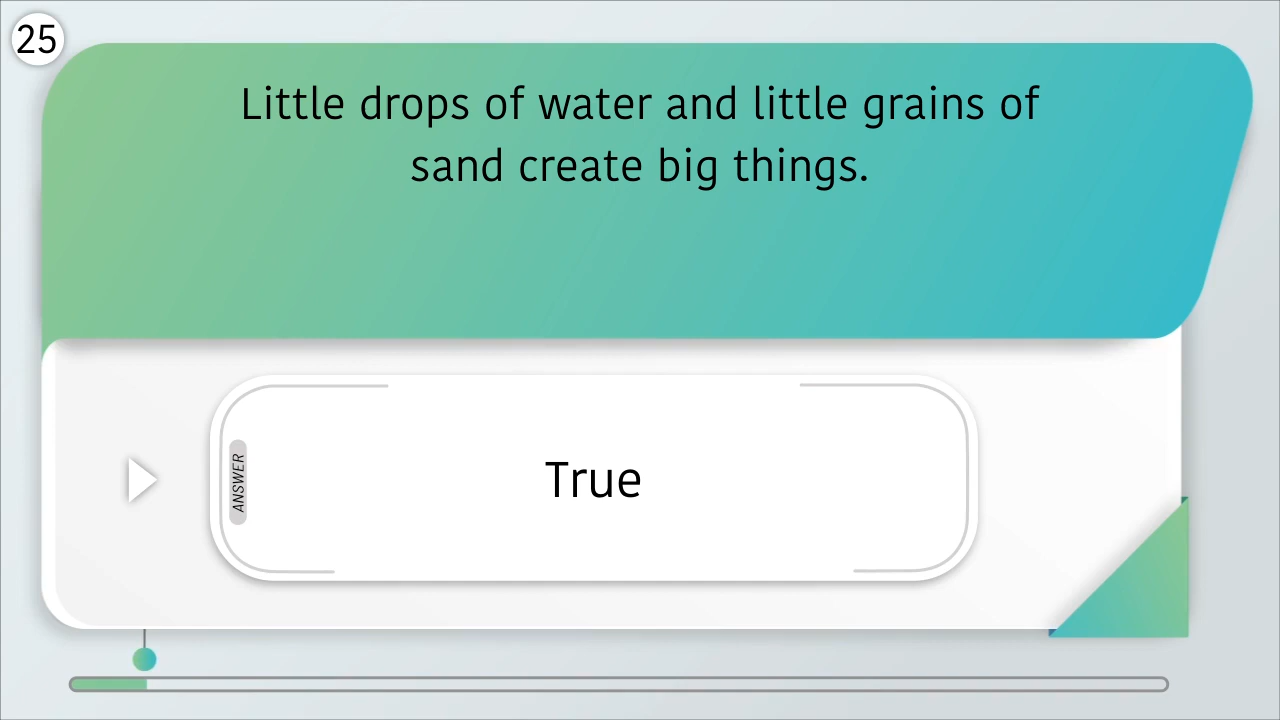 25
Little drops of water and little grains of
sand create big things.
ANSWER
True